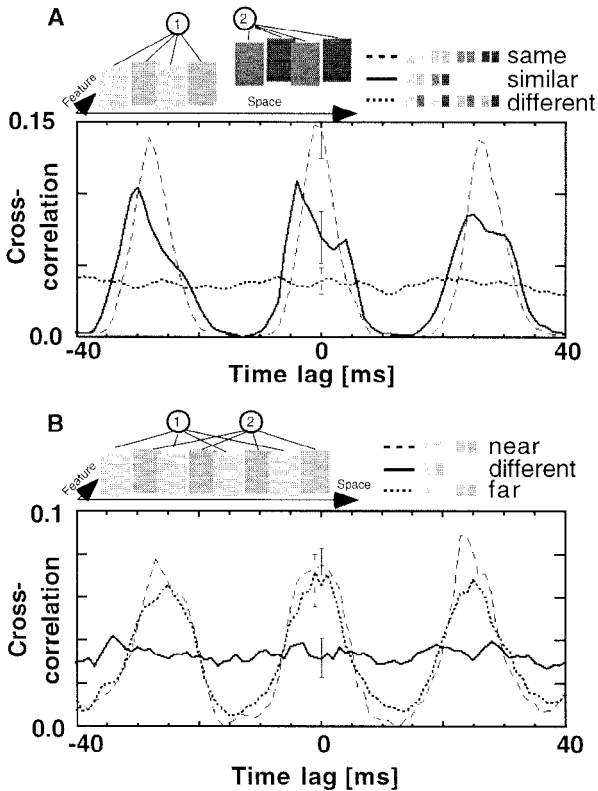 A
1
2
Feature
Space
same
similar
different
0.15
Cross-
correlation
0.0
-40
0
40
Time lag [ms]
B
1
2
Feature
Space
near
different
far
0.1
Cross-
correlation
0.0
-40
0
40
Time lag [ms]